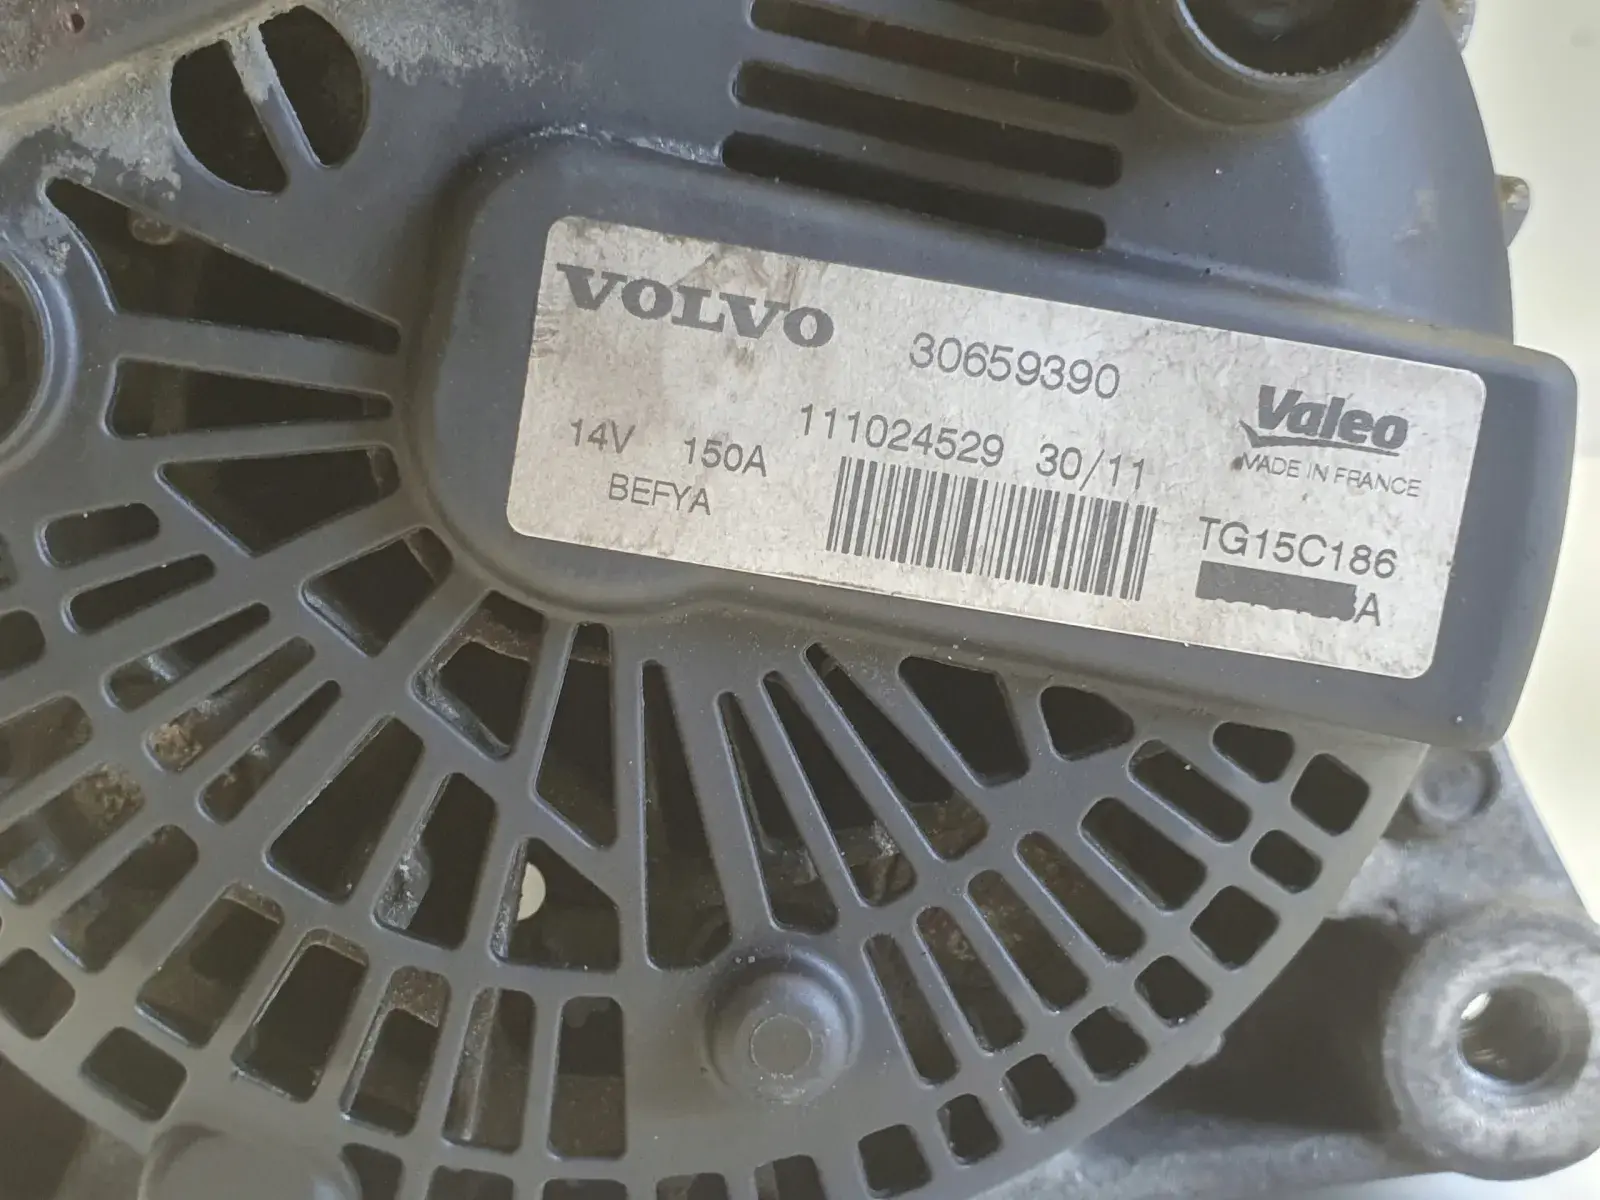 VOLVO 30659390
Valeo
MADE IN FRANCE
14V 150A 111024529 30/11
BEFYA
TG15C186
A